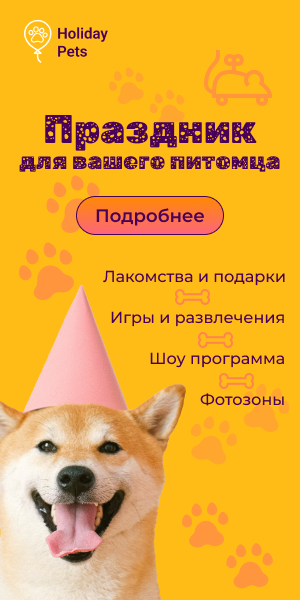 Holiday
Pets
Праздник
для вашего питомца
Подробнее
Лакомства и подарки
Игры и развлечения
Шоу программа
Фотозоны